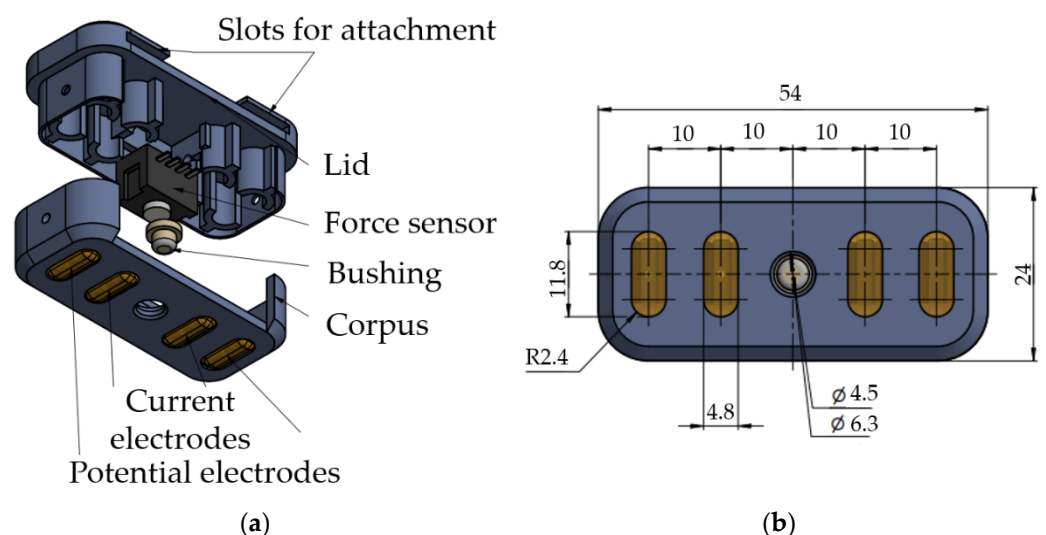 Slots for attachment
Lid
Force sensor
Bushing
Corpus
Current
electrodes
Potential electrodes
(a)
54
10 10 10 10
11.8
24
R2.4
4.8
⌀ 4.5
⌀ 6.3
(b)